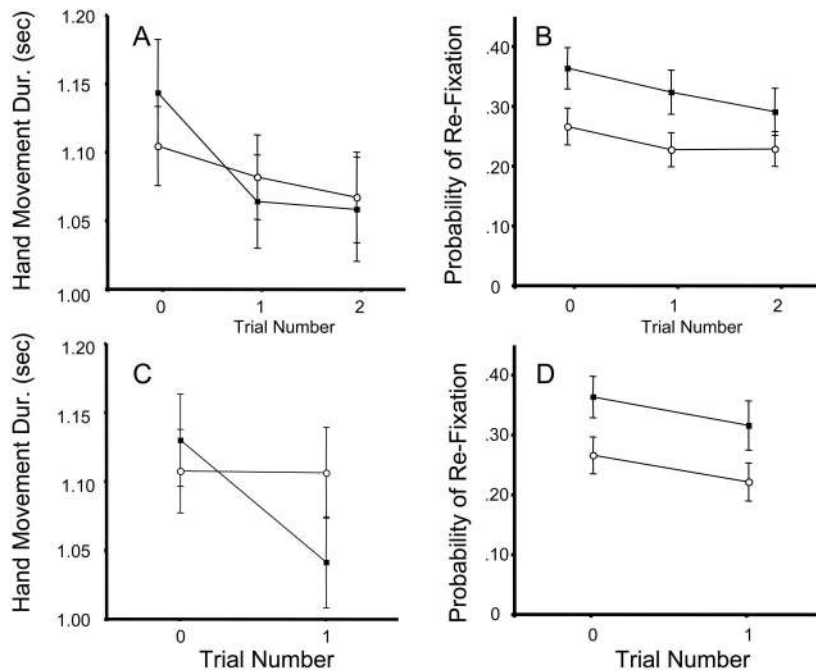 A
Hand Movement Dur. (sec)
1.20
1.15
1.10
1.05
1.00
0
1
2
Trial Number
B
Probability of Re-Fixation
.40
.30
.20
.10
0
0
1
2
Trial Number
C
Hand Movement Dur. (sec)
1.20
1.15
1.10
1.05
1.00
0
1
Trial Number
D
Probability of Re-Fixation
.40
.30
.20
.10
0
0
1
Trial Number